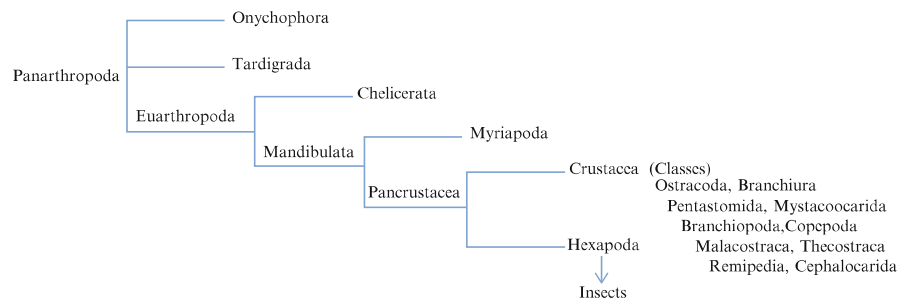 Onychophora
Tardigrada
Panarthropoda
Chelicerata
Euarthropoda
Myriapoda
Mandibulata
Crustacea (Classes)
Ostracoda, Branchiura
Pancrustacea
Pentastomida, Mystacoocarida
Branchiopoda,Copepoda
Hexapoda
Malacostraca, Thecostraca
Remipedia, Cephalocarida
Insects